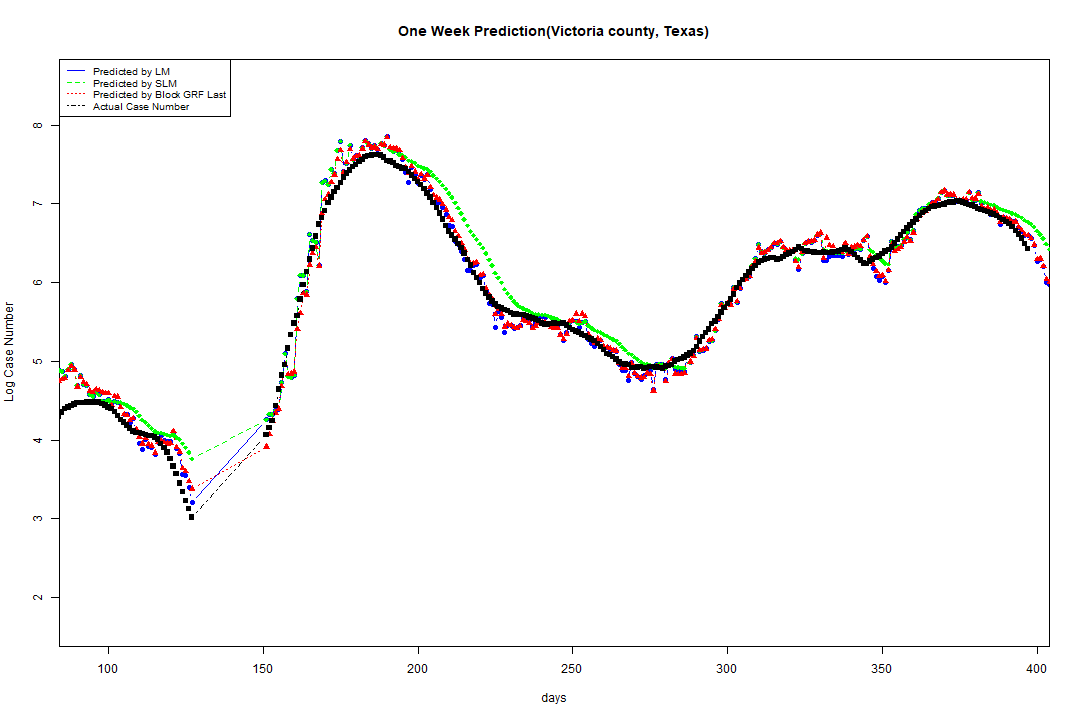 One Week Prediction(Victoria county, Texas)
Predicted by LM
Predicted by SLM
Predicted by Block GRF Last
Actual Case Number
8
7
6
5
4
3
2
Log Case Number
100 150 200 250 300 350 400
days